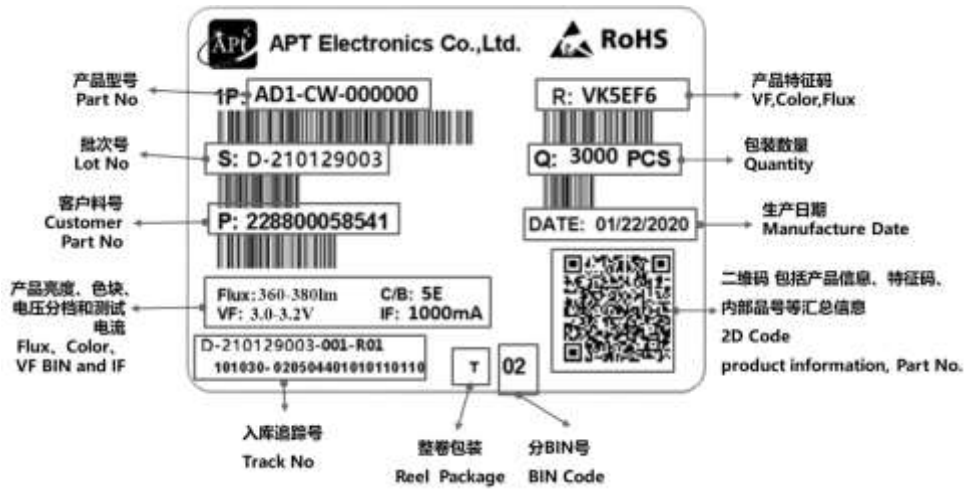 APT
APT Electronics Co.,Ltd.
RoHS
产品型号
Part No
1P: AD1-CW-000000
R: VK5EF6
产品特征码
VF,Color,Flux
批次号
Lot No
S: D-210129003
Q: 3000 PCS
包装数量
Quantity
客户料号
Customer
Part No
P: 228800058541
DATE: 01/22/2020
生产日期
Manufacture Date
产品亮度、色块、
电压分档和测试
电流
Flux、Color、
VF BIN and IF
Flux:360-380lm C/B: 5E
VF: 3.0-3.2V IF: 1000mA
二维码 包括产品信息、特征码、
内部品号等汇总信息
2D Code
product information, Part No.
D-210129003-001-R01
101030-020504401010110110
T
02
入库追踪号
Track No
整卷包装
Reel Package
分BIN号
BIN Code